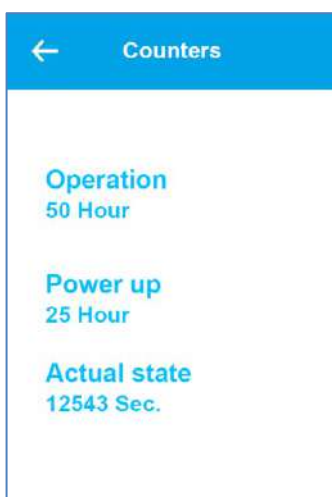 Counters
Operation
50 Hour
Power up
25 Hour
Actual state
12543 Sec.